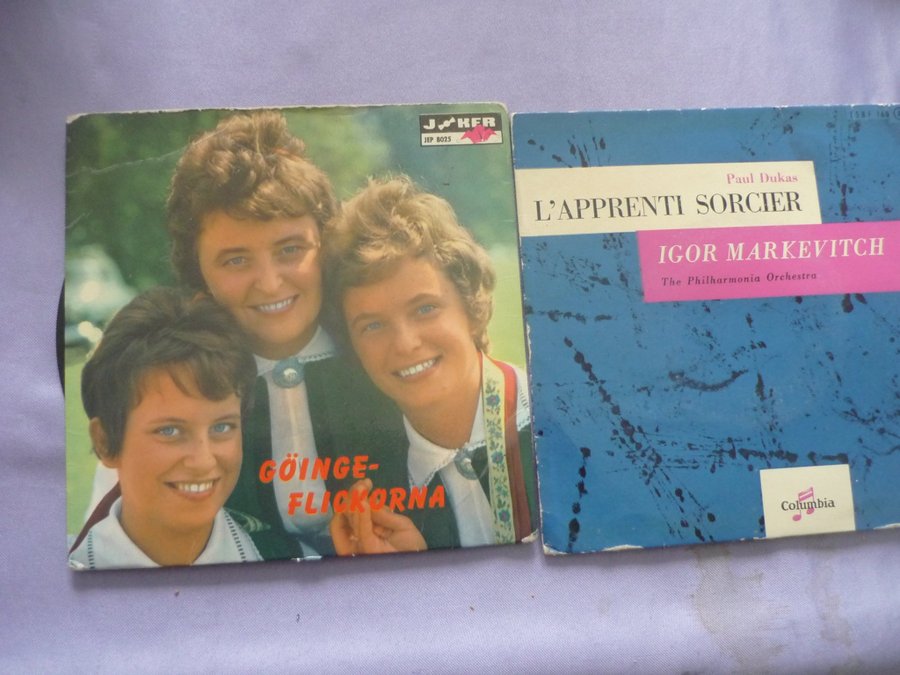 JOKER
JEP 8025
GÖINGE-
FLICKORNA
Paul Dukas
L'APPRENTI SORCIER
IGOR MARKEVITCH
The Philharmonia Orchestra
Columbia